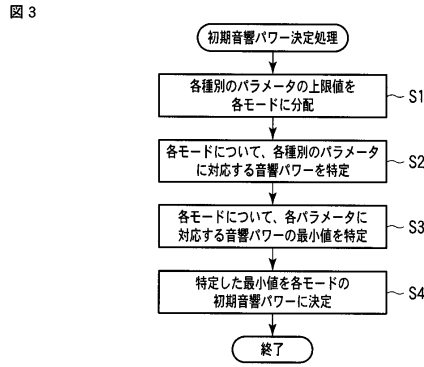 図3
初期音響パワー決定処理
各種別のパラメータの上限値を
各モードに分配
S1
各モードについて、各種別のパラメータ
に対応する音響パワーを特定
S2
各モードについて、各パラメータに
対応する音響パワーの最小値を特定
S3
特定した最小値を各モードの
初期音響パワーに決定
S4
終了